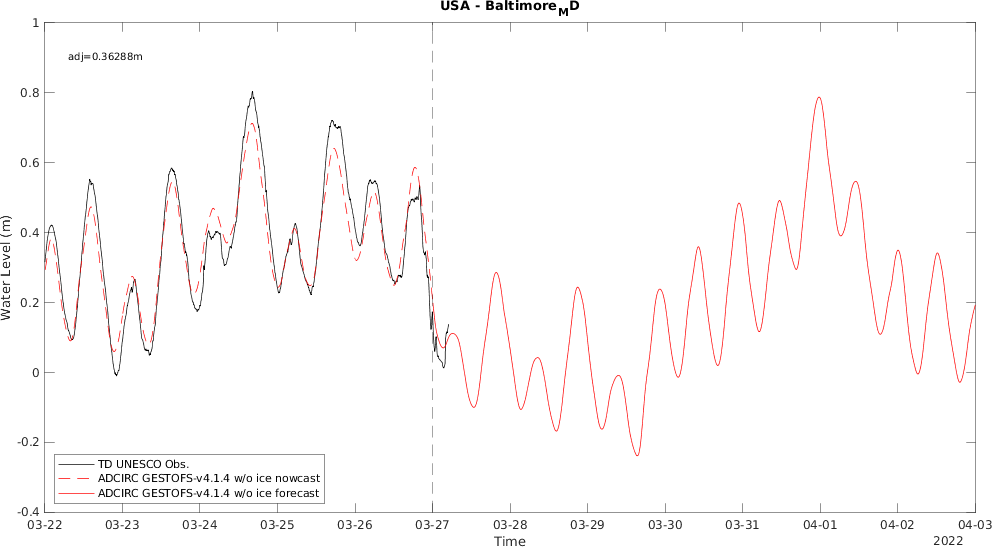 USA - Baltimore_MD
adj=0.36288m
1
0.8
0.6
0.4
0.2
0
-0.2
-0.4
Water Level (m)
TD UNESCO Obs.
ADCIRC GESTOFS-v4.1.4 w/o ice nowcast
ADCIRC GESTOFS-v4.1.4 w/o ice forecast
03-22 03-23 03-24 03-25 03-26 03-27 03-28 03-29 03-30 03-31 04-01 04-02 04-03
Time
2022